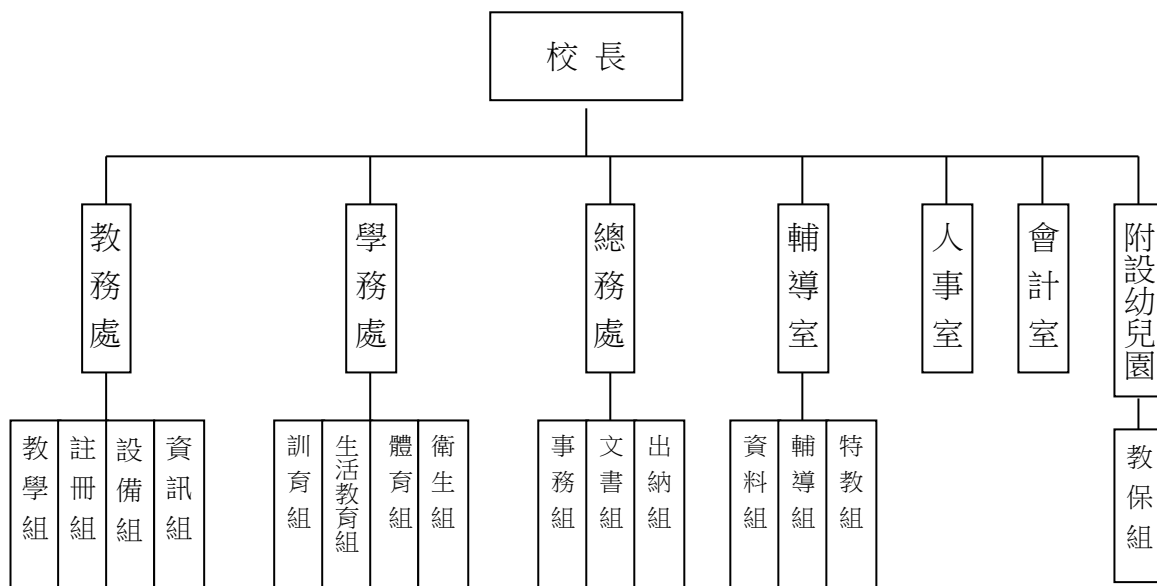 校長
教務處
學務處
總務處
輔導室
人事室
會計室
附設幼兒園
教學組
註冊組
設備組
資訊組
訓育組
生活教育組
體育組
衛生組
事務組
文書組
出納組
資料組
輔導組
特教組
教保組